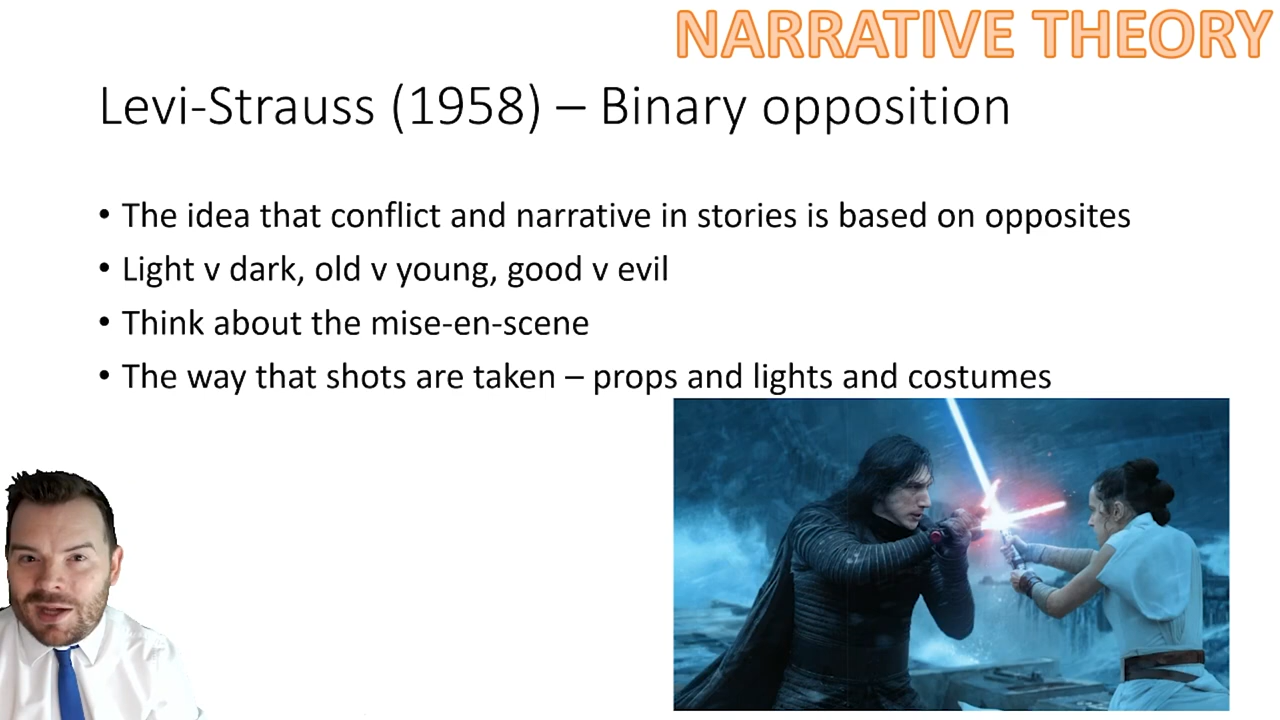 NARRATIVE THEORY
Levi-Strauss (1958) – Binary opposition
• The idea that conflict and narrative in stories is based on opposites
• Light v dark, old v young, good v evil
• Think about the mise-en-scene
• The way that shots are taken – props and lights and costumes